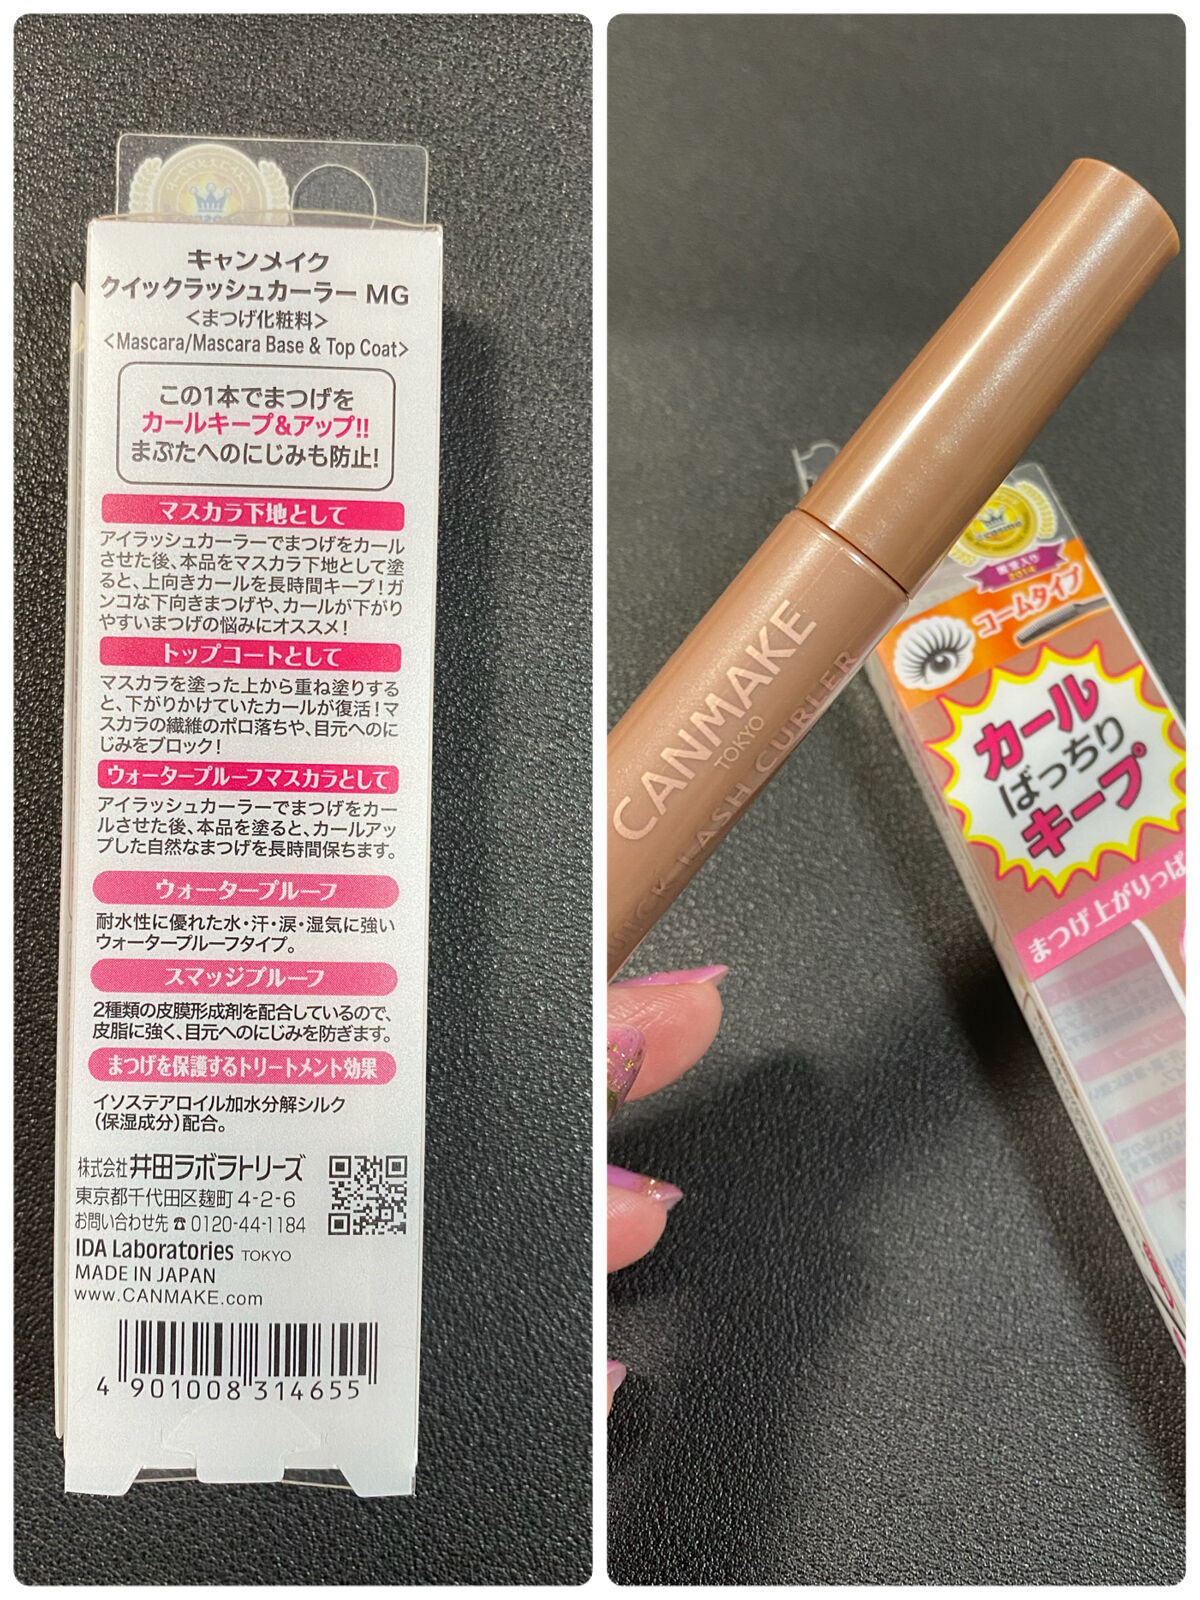 キャンメイク
クイックラッシュカーラー MG
<まつげ化粧料>
<Mascara/Mascara Base & Top Coat>
この1本でまつげを
カールキープ&アップ!!
まぶたへのにじみも防止!
マスカラ下地として
アイラッシュカーラーでまつげをカール
させた後、本品をマスカラ下地として塗
ると、上向きカールを長時間キープ!ガ
ンコな下向きまつげや、カールが下がり
やすいまつげの悩みにオススメ!
トップコートとして
マスカラを塗った上から重ね塗りする
と、下がりかけていたカールが復活!マ
スカラの繊維のポロ落ちや、目元へのに
じみをブロック!
ウォータープルーフマスカラとして
アイラッシュカーラーでまつげをカー
ルさせた後、本品を塗ると、カールアッ
プした自然なまつげを長時間保ちます。
ウォータープルーフ
耐水性に優れた水・汗・涙・湿気に強い
ウォータープルーフタイプ。
スマッジプルーフ
2種類の皮膜形成剤を配合しているので、
皮脂に強く、目元へのにじみを防ぎます。
まつげを保護するトリートメント効果
イソステアロイル加水分解シルク
(保湿成分)配合。
株式会社 井田ラボラトリーズ
東京都千代田区麹町 4-2-6
お問い合わせ先 ☎ 0120-44-1184
IDA Laboratories TOKYO
MADE IN JAPAN
www.CANMAKE.com
4 901008 314655
CANMAKE
TOKYO
LASH CURLER
2014
コームタイプ
カール
ばっちり
キープ
まつげ上がりっぱ